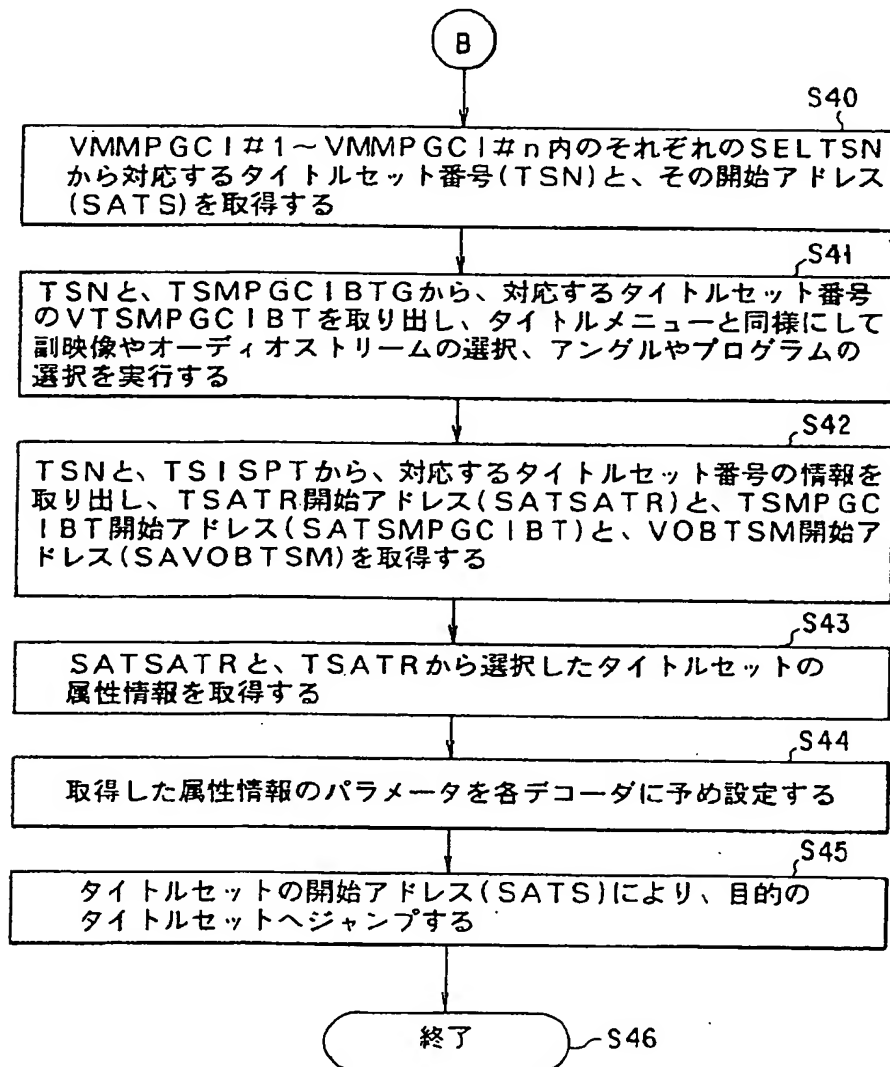 B
S40
VMMPGCI#1～VMMPGCI#n内のそれぞれのSELTSN
から対応するタイトルセット番号(TSN)と、その開始アドレス
(SATS)を取得する
S41
TSNと、TSMPGCIBTGから、対応するタイトルセット番号
のVTSMPGCIBTを取り出し、タイトルメニューと同様にして
副映像やオーディオストリームの選択、アングルやプログラムの
選択を実行する
S42
TSNと、TSISPTから、対応するタイトルセット番号の情報を
取り出し、TSATR開始アドレス(SATSATR)と、TSMPGC
IBT開始アドレス(SATSMPGCIBT)と、VOBTSM開始ア
ドレス(SAVOBTSM)を取得する
S43
SATSATRと、TSATRから選択したタイトルセットの
属性情報を取得する
S44
取得した属性情報のパラメータを各デコーダに予め設定する
S45
タイトルセットの開始アドレス(SATS)により、目的の
タイトルセットへジャンプする
終了
S46